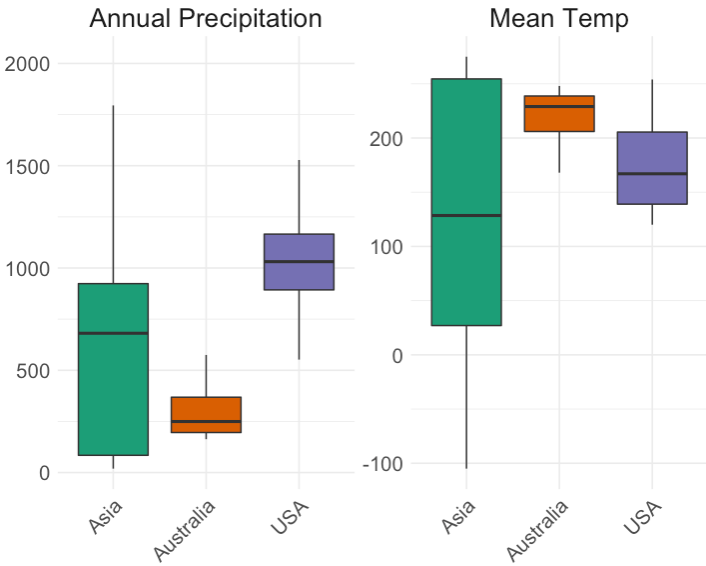 Annual Precipitation
2000
1500
1000
500
0
Asia
Australia
USA
Mean Temp
200
100
0
-100
Asia
Australia
USA